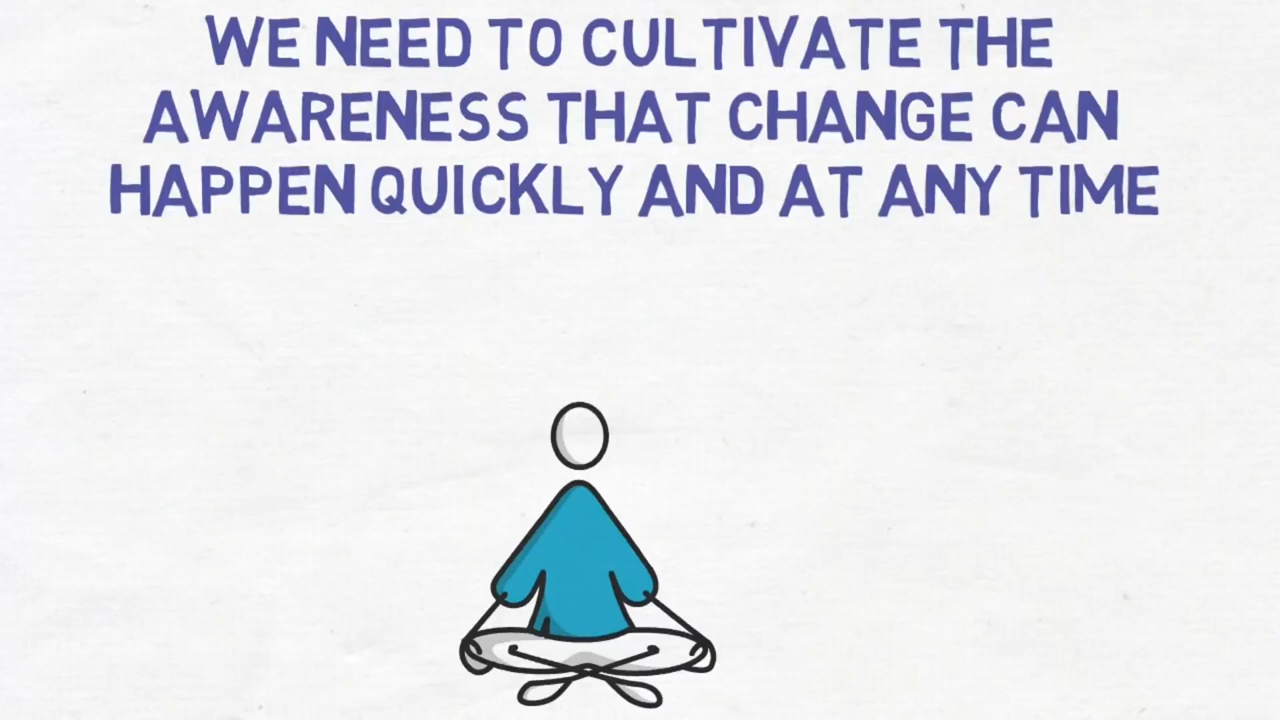 WE NEED TO CULTIVATE THE
AWARENESS THAT CHANGE CAN
HAPPEN QUICKLY AND AT ANY TIME